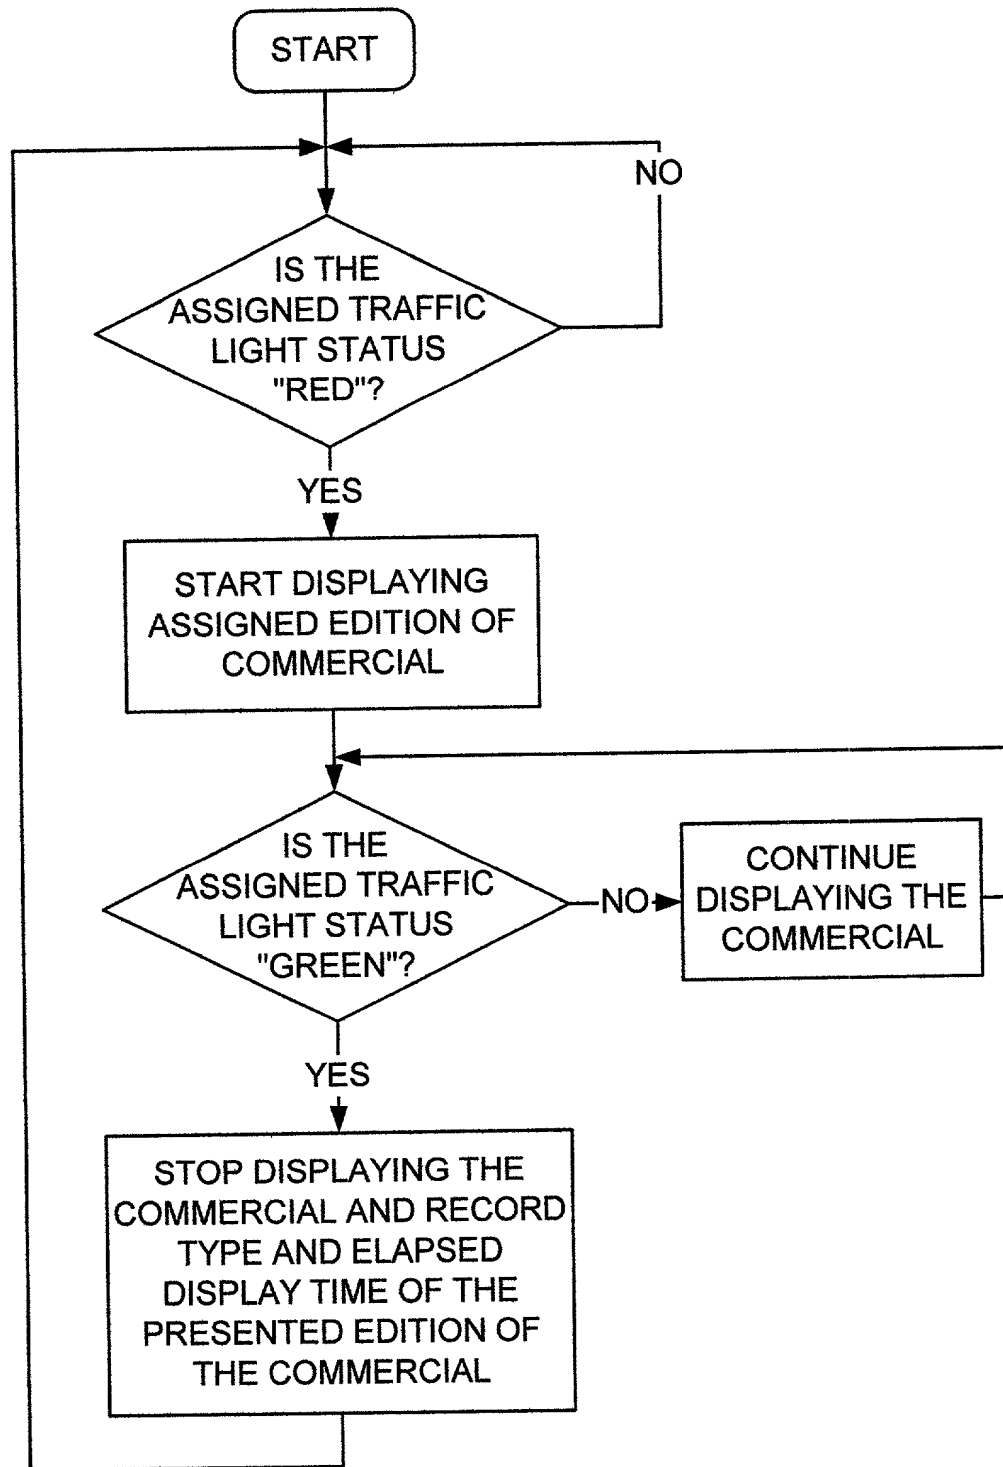 START
NO
IS THE
ASSIGNED TRAFFIC
LIGHT STATUS
"RED"?
YES
START DISPLAYING
ASSIGNED EDITION OF
COMMERCIAL
IS THE
ASSIGNED TRAFFIC
LIGHT STATUS
"GREEN"?
NO
CONTINUE
DISPLAYING THE
COMMERCIAL
YES
STOP DISPLAYING THE
COMMERCIAL AND RECORD
TYPE AND ELAPSED
DISPLAY TIME OF THE
PRESENTED EDITION OF
THE COMMERCIAL